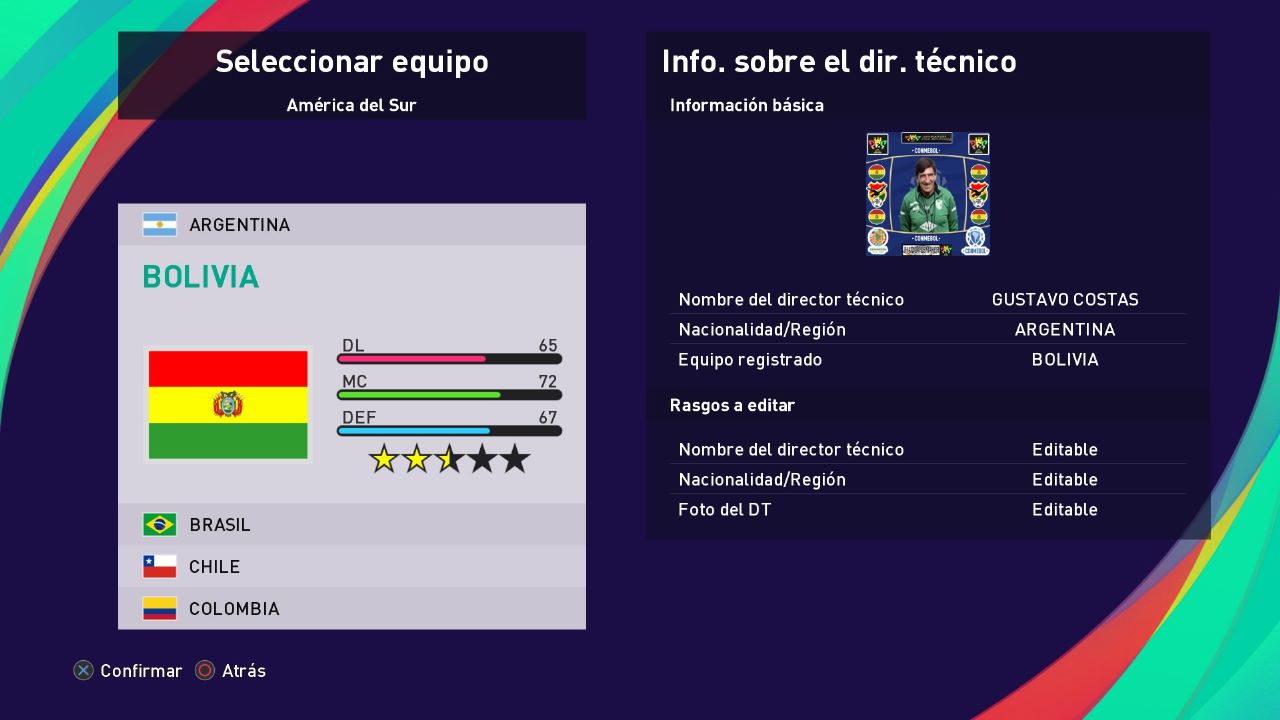 Seleccionar equipo
América del Sur
ARGENTINA
BOLIVIA
DL 65
MC 72
DEF 67
BRASIL
CHILE
COLOMBIA
Confirmar Atrás
Info. sobre el dir. técnico
Información básica
CONMEBOL
CONMEBOL
Nombre del director técnico GUSTAVO COSTAS
Nacionalidad/Región ARGENTINA
Equipo registrado BOLIVIA
Rasgos a editar
Nombre del director técnico Editable
Nacionalidad/Región Editable
Foto del DT Editable